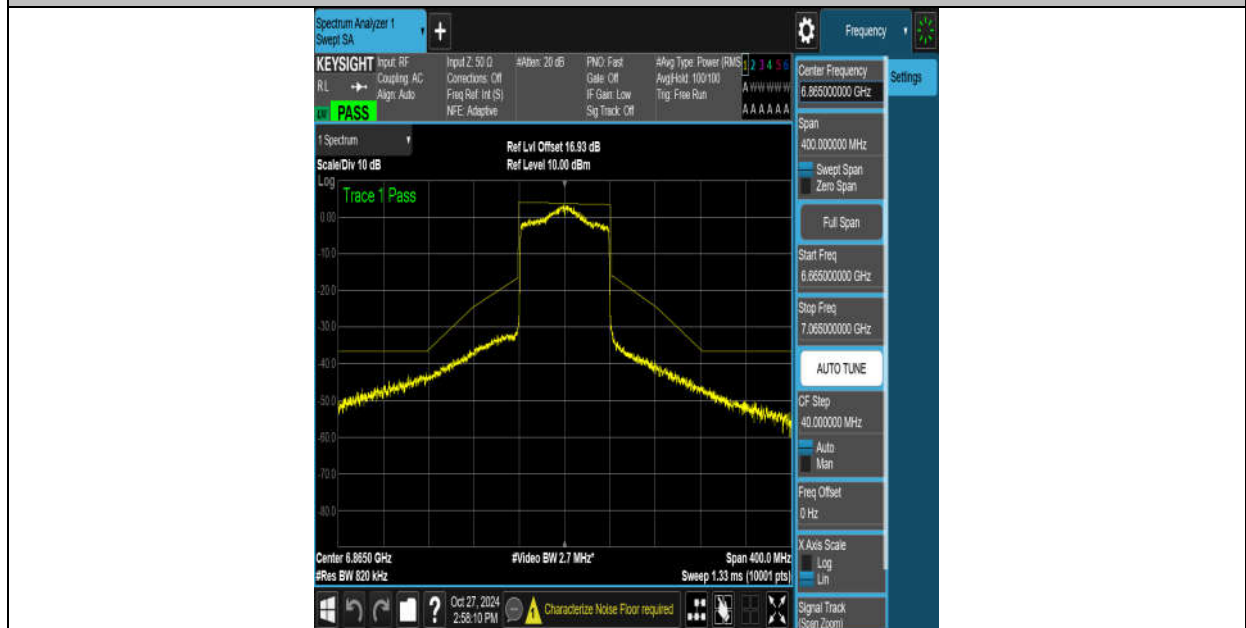 Spectrum Analyzer 1
Swept SA
+
Frequency
KEYSIGHT
RL
PASS
Input: RF
Coupling: AC
Align: Auto
Input Z: 50 Ω
Corrections: Off
Freq Ref: Int (S)
NFE: Adaptive
#Atten: 20 dB
PNO: Fast
Gate: Off
IF Gain: Low
Sig Track: Off
#Avg Type: Power (RMS
Avg|Hold: 100/100
Trig: Free Run
1 2 3 4 5 6
A W W W W W
A A A A A A
1 Spectrum
Scale/Div 10 dB
Ref Lvl Offset 16.93 dB
Ref Level 10.00 dBm
Log
Trace 1 Pass
0.00
-10.0
-20.0
-30.0
-40.0
-50.0
-60.0
-70.0
-80.0
Center 6.8650 GHz
#Res BW 820 kHz
#Video BW 2.7 MHz*
Span 400.0 MHz
Sweep 1.33 ms (10001 pts)
?
Oct 27, 2024
2:58:10 PM
Characterize Noise Floor required
Center Frequency
6.865000000 GHz
Settings
Span
400.000000 MHz
Swept Span
Zero Span
Full Span
Start Freq
6.665000000 GHz
Stop Freq
7.065000000 GHz
AUTO TUNE
CF Step
40.000000 MHz
Auto
Man
Freq Offset
0 Hz
X Axis Scale
Log
Lin
Signal Track
(Span Zoom)